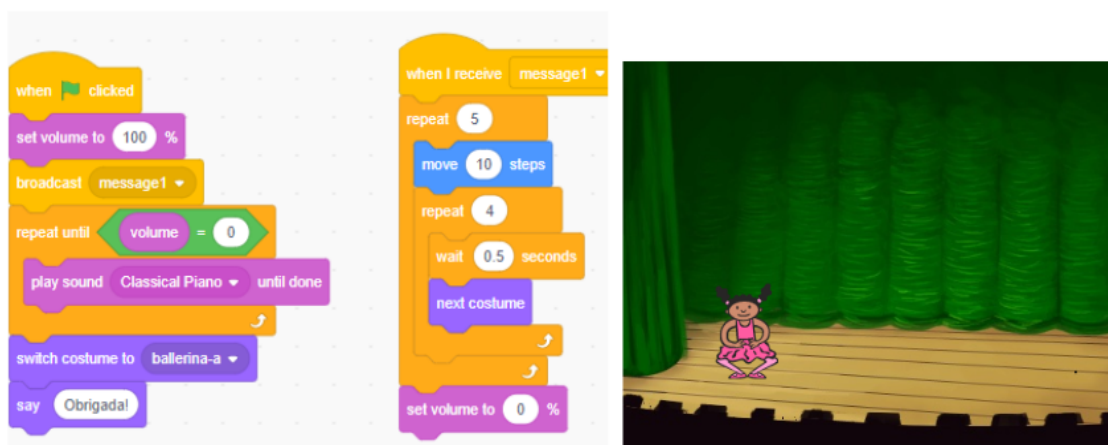 when clicked
set volume to 100 %
broadcast message1
repeat until volume = 0
play sound Classical Piano until done
switch costume to ballerina-a
say Obrigada!
when I receive message1
repeat 5
move 10 steps
repeat 4
wait 0.5 seconds
next costume
set volume to 0 %